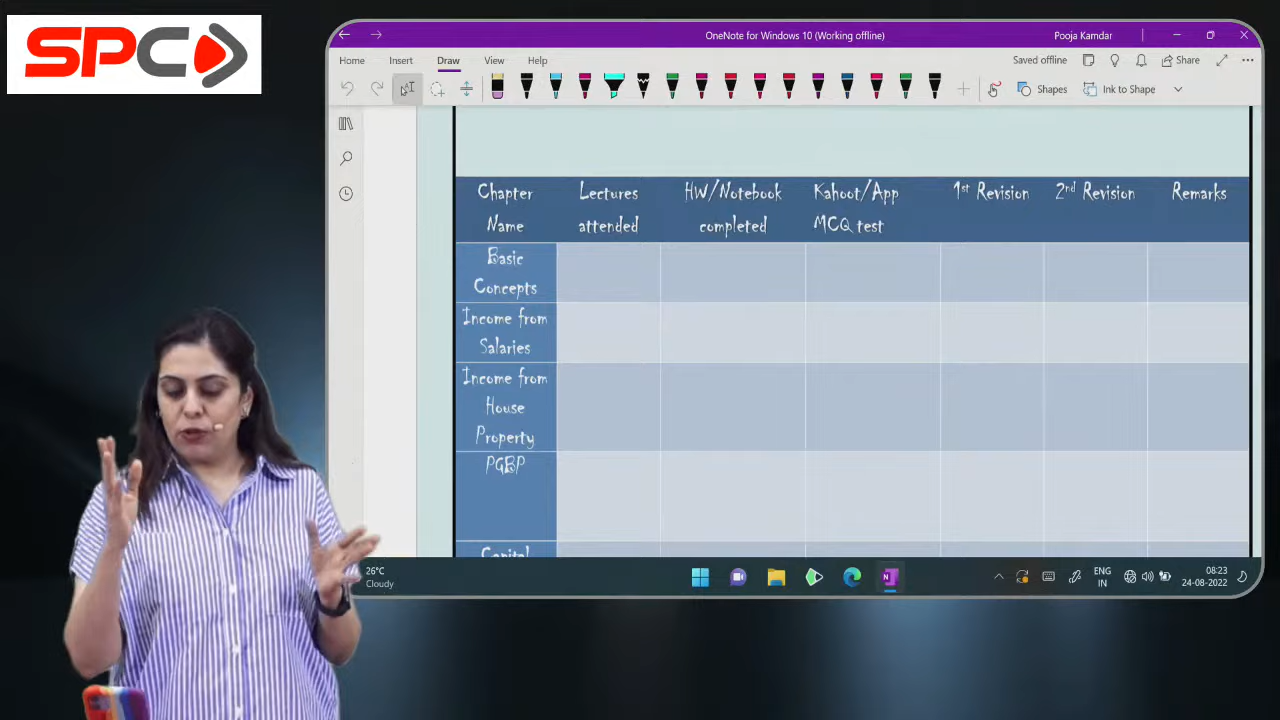 SPC
OneNote for Windows 10 (Working offline)
Pooja Kamdar
Home Insert Draw View Help
Saved offline
Share
Shapes
Ink to Shape
Chapter Name
Lectures attended
HW/Notebook completed
Kahoot/App MCQ test
1st Revision
2nd Revision
Remarks
Basic
Concepts
Income from
Salaries
Income from
House
Property
PGBP
Capital
26°C
Cloudy
ENG
IN
08:23
24-08-2022